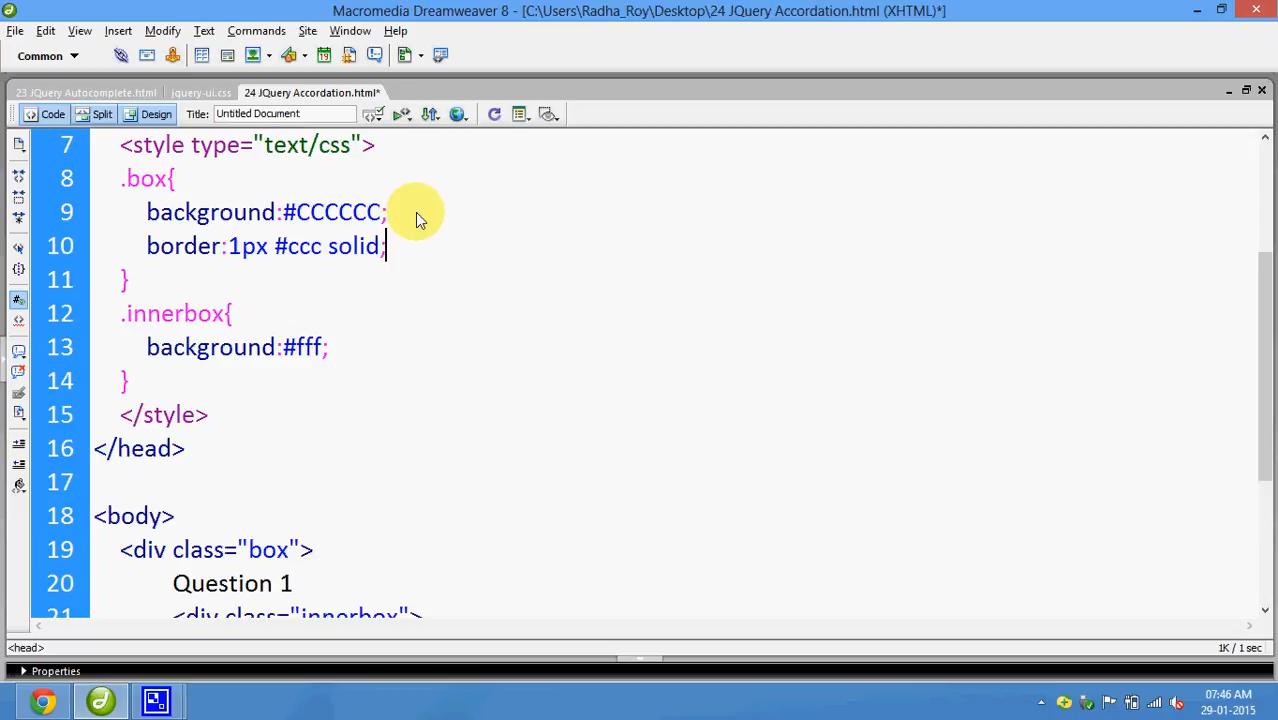 Macromedia Dreamweaver 8 - [C:\Users\Radha_Roy\Desktop\24 JQuery Accordation.html (XHTML)*]
File Edit View Insert Modify Text Commands Site Window Help
Common
23 JQuery Autocomplete.html jquery-ui.css 24 JQuery Accordation.html*
Code Split Design Title: Untitled Document
7 <style type="text/css">
8 .box{
9 background:#CCCCCC;
10 border:1px #ccc solid;
11 }
12 .innerbox{
13 background:#fff;
14 }
15 </style>
16 </head>
17
18 <body>
19 <div class="box">
20 Question 1
21 <div class="innerbox">
<head> 1K / 1 sec
Properties
07:46 AM
29-01-2015